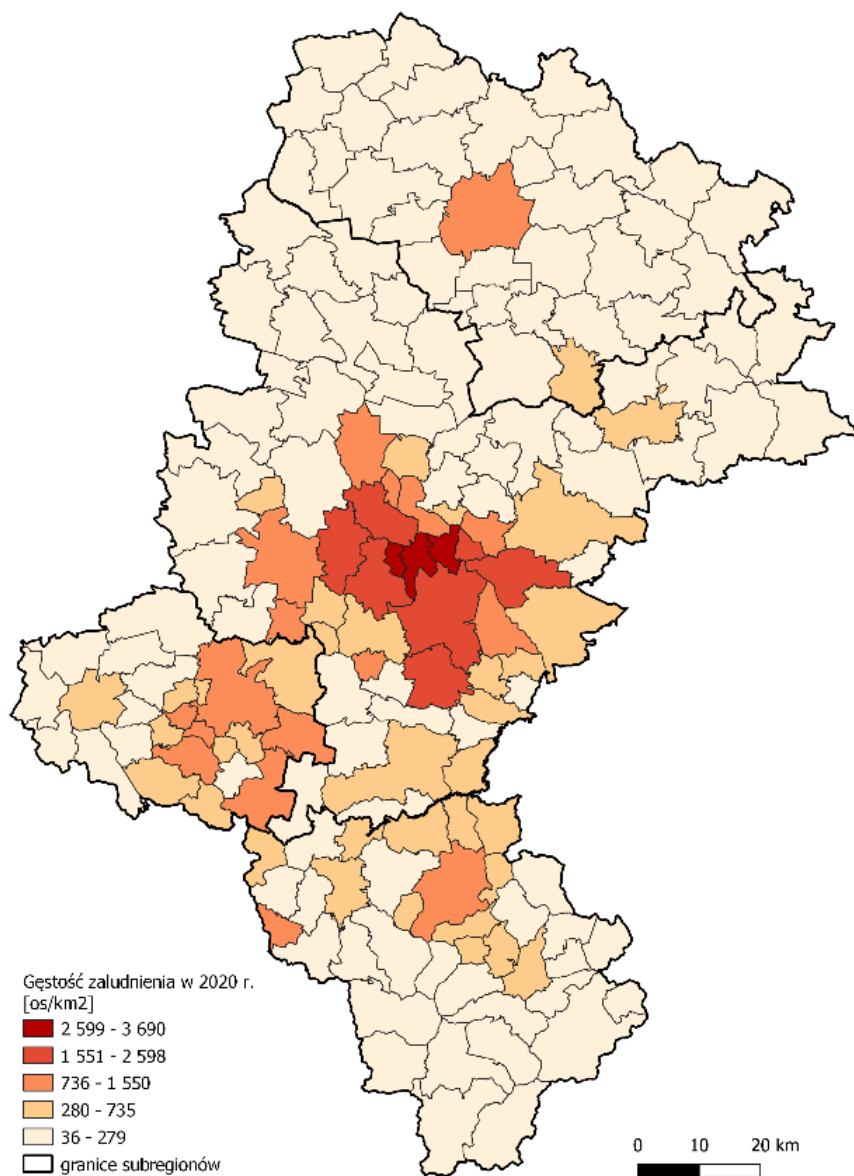 Gęstość zaludnienia w 2020 r.
[os/km2]
2 599 - 3 690
1 551 - 2 598
736 - 1 550
280 - 735
36 - 279
granice subregionów
0 10 20 km